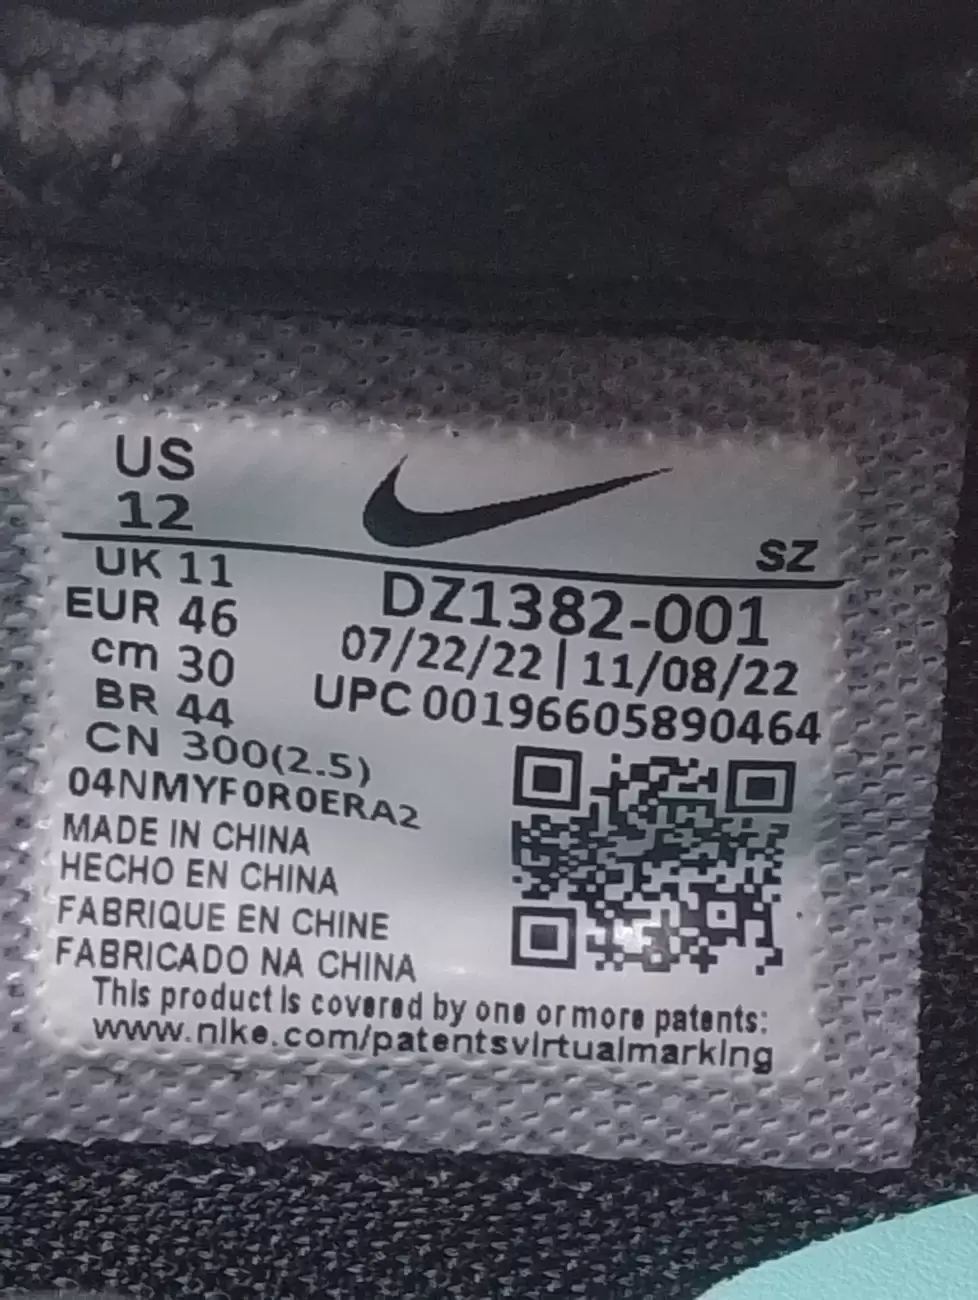 US
12
SZ
UK 11
EUR 46
cm 30
BR 44
CN 300(2.5)
DZ1382-001
07/22/22 | 11/08/22
UPC 00196605890464
04NMYF0R0ERA2
MADE IN CHINA
HECHO EN CHINA
FABRIQUE EN CHINE
FABRICADO NA CHINA
This product is covered by one or more patents:
www.nike.com/patentsvirtualmarking